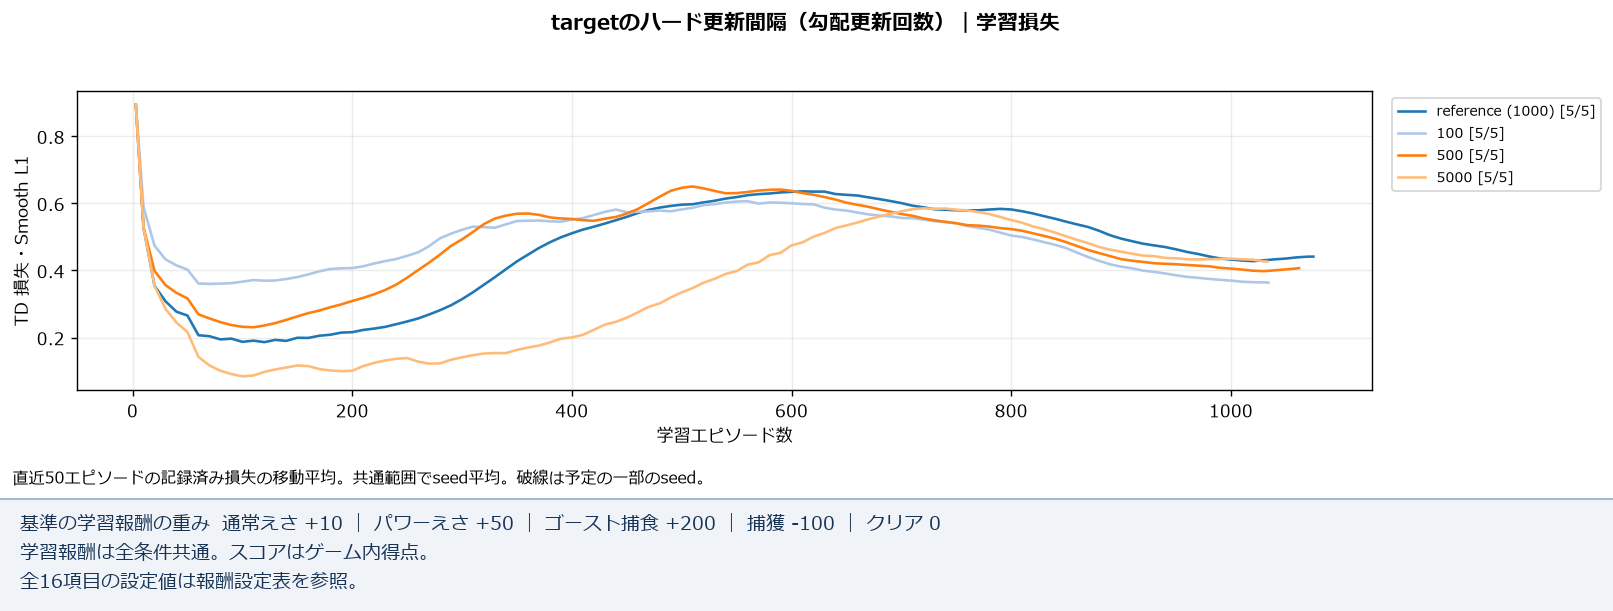 targetのハード更新間隔（勾配更新回数）｜学習損失
reference (1000) [5/5]
100 [5/5]
500 [5/5]
5000 [5/5]
TD 損失・Smooth L1
0.8
0.6
0.4
0.2
0 200 400 600 800 1000
学習エピソード数
直近50エピソードの記録済み損失の移動平均。共通範囲でseed平均。破線は予定の一部のseed。
基準の学習報酬の重み 通常えさ +10 ｜ パワーえさ +50 ｜ ゴースト捕食 +200 ｜ 捕獲 -100 ｜ クリア 0
学習報酬は全条件共通。スコアはゲーム内得点。
全16項目の設定値は報酬設定表を参照。